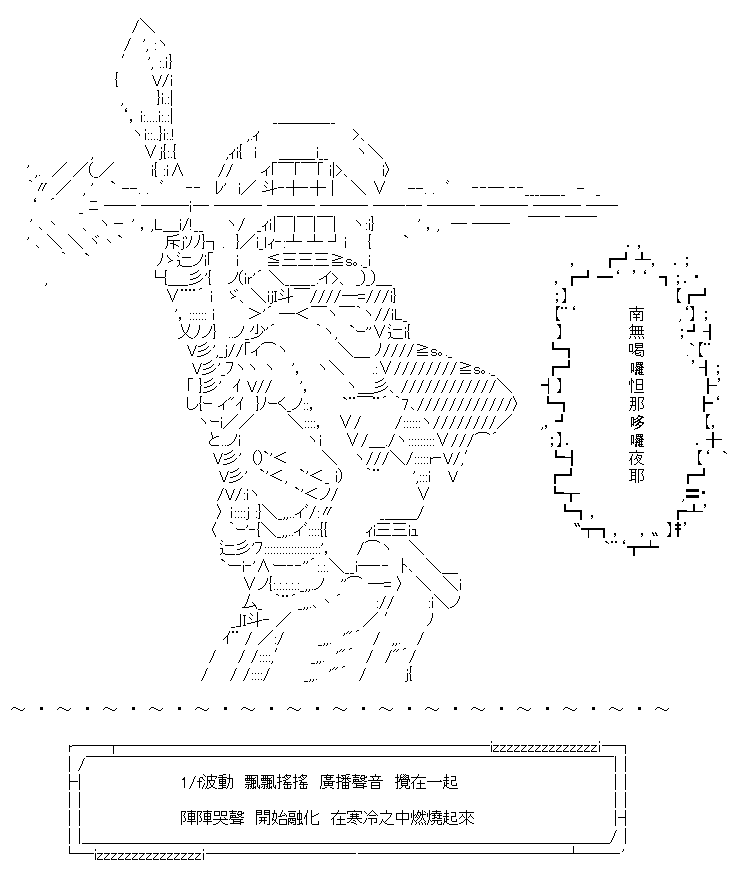 南無喝囉怛那哆囉夜耶
1/f波動 飄飄搖搖 廣播聲音 攪在一起
陣陣哭聲 開始融化 在寒冷之中燃燒起來